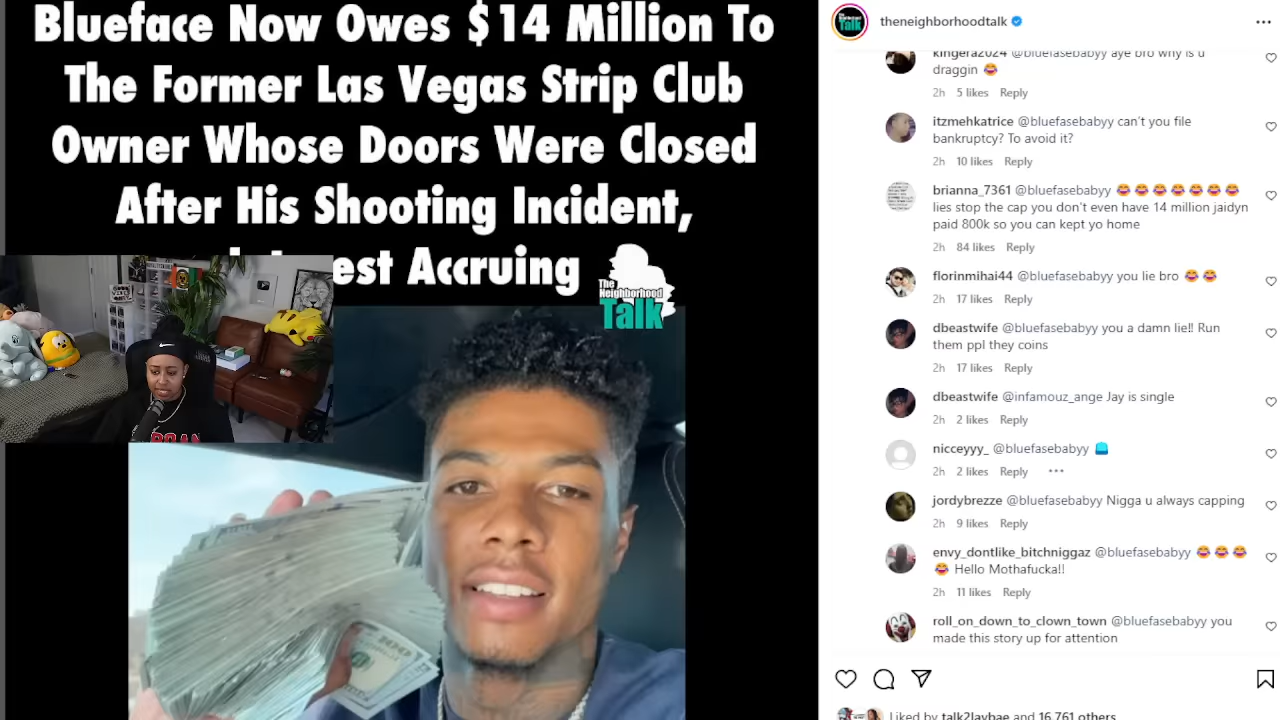 Blueface Now Owes $14 Million To
The Former Las Vegas Strip Club
Owner Whose Doors Were Closed
After His Shooting Incident,
est Accruing
The
Neighborhood
Talk
theneighborhoodtalk
kingera2024 @bluefasebabyy aye bro why is u
draggin 😂
2h 5 likes Reply
itzmehkatrice @bluefasebabyy can't you file
bankruptcy? To avoid it?
2h 10 likes Reply
brianna_7361 @bluefasebabyy 😂😂😂😂😂😂😂
lies stop the cap you don't even have 14 million jaidyn
paid 800k so you can kept yo home
2h 84 likes Reply
florinmihai44 @bluefasebabyy you lie bro 😂😂
2h 17 likes Reply
dbeastwife @bluefasebabyy you a damn lie!! Run
them ppl they coins
2h 17 likes Reply
dbeastwife @infamouz_ange Jay is single
2h 2 likes Reply
nicceyyy_ @bluefasebabyy 🧢
2h 2 likes Reply
jordybrezze @bluefasebabyy Nigga u always capping
2h 9 likes Reply
envy_dontlike_bitchniggaz @bluefasebabyy 😂😂😂
😂 Hello Mothafucka!!
2h 11 likes Reply
roll_on_down_to_clown_town @bluefasebabyy you
made this story up for attention
Liked by talk2laybae and 16,761 others